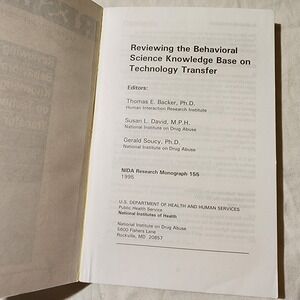 Reviewing the Behavioral
Science Knowledge Base on
Technology Transfer
Editors:
Thomas E. Backer, Ph.D.
Human Interaction Research Institute
Susan L. David, M.P.H.
National Institute on Drug Abuse
Gerald Soucy, Ph.D.
National Institute on Drug Abuse
NIDA Research Monograph 155
1995
U.S. DEPARTMENT OF HEALTH AND HUMAN SERVICES
Public Health Service
National Institutes of Health
National Institute on Drug Abuse
5600 Fishers Lane
Rockville, MD 20857